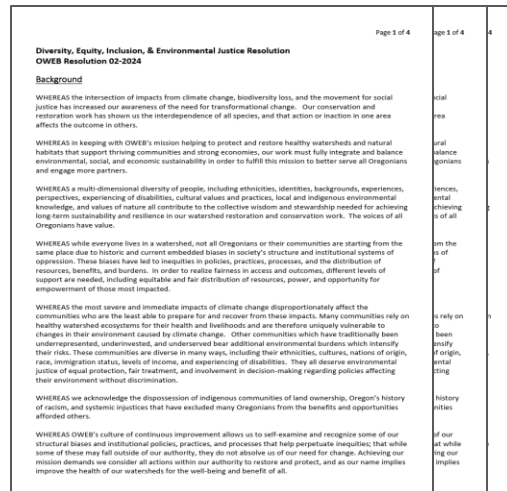 Page 1 of 4
age 1 of 4
4
Diversity, Equity, Inclusion, & Environmental Justice Resolution
OWEB Resolution 02-2024
Background
WHEREAS the intersection of impacts from climate change, biodiversity loss, and the movement for social
justice has increased our awareness of the need for transformational change. Our conservation and
restoration work has shown us the interdependence of all species, and that action or inaction in one area
affects the outcome in others.
WHEREAS in keeping with OWEB's mission helping to protect and restore healthy watersheds and natural
habitats that support thriving communities and strong economies, our work must fully integrate and balance
environmental, social, and economic sustainability in order to fulfill this mission to better serve all Oregonians
and engage more partners.
WHEREAS a multi-dimensional diversity of people, including ethnicities, identities, backgrounds, experiences,
perspectives, experiencing of disabilities, cultural values and practices, local and indigenous environmental
knowledge, and values of nature all contribute to the collective wisdom and stewardship needed for achieving
long-term sustainability and resilience in our watershed restoration and conservation work. The voices of all
Oregonians have value.
WHEREAS while everyone lives in a watershed, not all Oregonians or their communities are starting from the
same place due to historic and current embedded biases in society's structure and institutional systems of
oppression. These biases have led to inequities in policies, practices, processes, and the distribution of
resources, benefits, and burdens. In order to realize fairness in access and outcomes, different levels of
support are needed, including equitable and fair distribution of resources, power, and opportunity for
empowerment of those most impacted.
WHEREAS the most severe and immediate impacts of climate change disproportionately affect the
communities who are the least able to prepare for and recover from these impacts. Many communities rely on
healthy watershed ecosystems for their health and livelihoods and are therefore uniquely vulnerable to
changes in their environment caused by climate change. Other communities which have traditionally been
underrepresented, underinvested, and underserved bear additional environmental burdens which intensify
their risks. These communities are diverse in many ways, including their ethnicities, cultures, nations of origin,
race, immigration status, levels of income, and experiencing of disabilities. They all deserve environmental
justice of equal protection, fair treatment, and involvement in decision-making regarding policies affecting
their environment without discrimination.
WHEREAS we acknowledge the dispossession of indigenous communities of land ownership, Oregon's history
of racism, and systemic injustices that have excluded many Oregonians from the benefits and opportunities
afforded others.
WHEREAS OWEB's culture of continuous improvement allows us to self-examine and recognize some of our
structural biases and institutional policies, practices, and processes that help perpetuate inequities; that while
some of these may fall outside of our authority, they do not absolve us of our need for change. Achieving our
mission demands we consider all actions within our authority to restore and protect, and as our name implies
improve the health of our watersheds for the well-being and benefit of all.